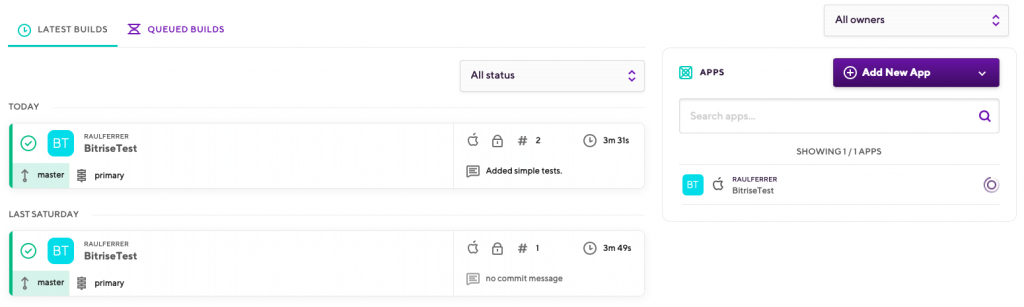 LATEST BUILDS
QUEUED BUILDS
All status
TODAY
BT
RAULFERRER
BitriseTest
# 2
3m 31s
master
primary
Added simple tests.
LAST SATURDAY
BT
RAULFERRER
BitriseTest
# 1
3m 49s
master
primary
no commit message
All owners
APPS
Add New App
Search apps...
SHOWING 1 / 1 APPS
BT
RAULFERRER
BitriseTest